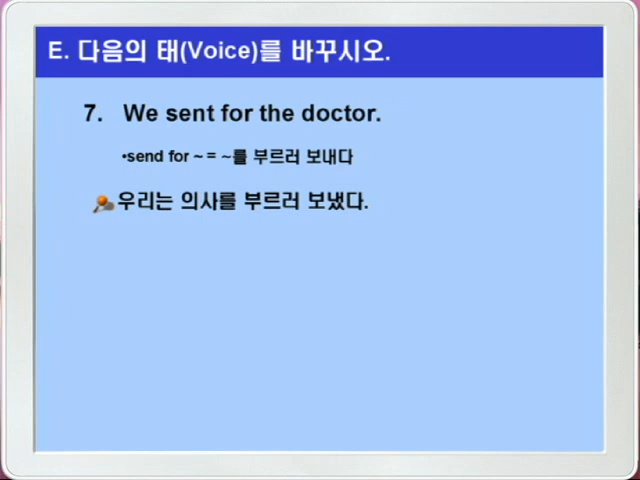 E. 다음의 태(Voice)를 바꾸시오.
7. We sent for the doctor.
•send for ~ = ~를 부르러 보내다
우리는 의사를 부르러 보냈다.